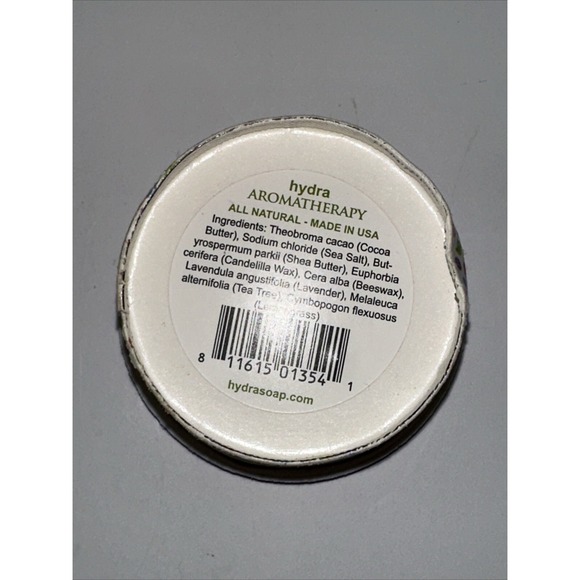 hydra
AROMATHERAPY
ALL NATURAL - MADE IN USA
Ingredients: Theobroma cacao (Cocoa
Butter), Sodium chloride (Sea Salt), But-
yrospermum parkii (Shea Butter), Euphorbia
cerifera (Candelilla Wax), Cera alba (Beeswax),
Lavendula angustifolia (Lavender), Melaleuca
alternifolia (Tea Tree), Cymbopogon flexuosus
8 11615 01354 1
hydrasoap.com